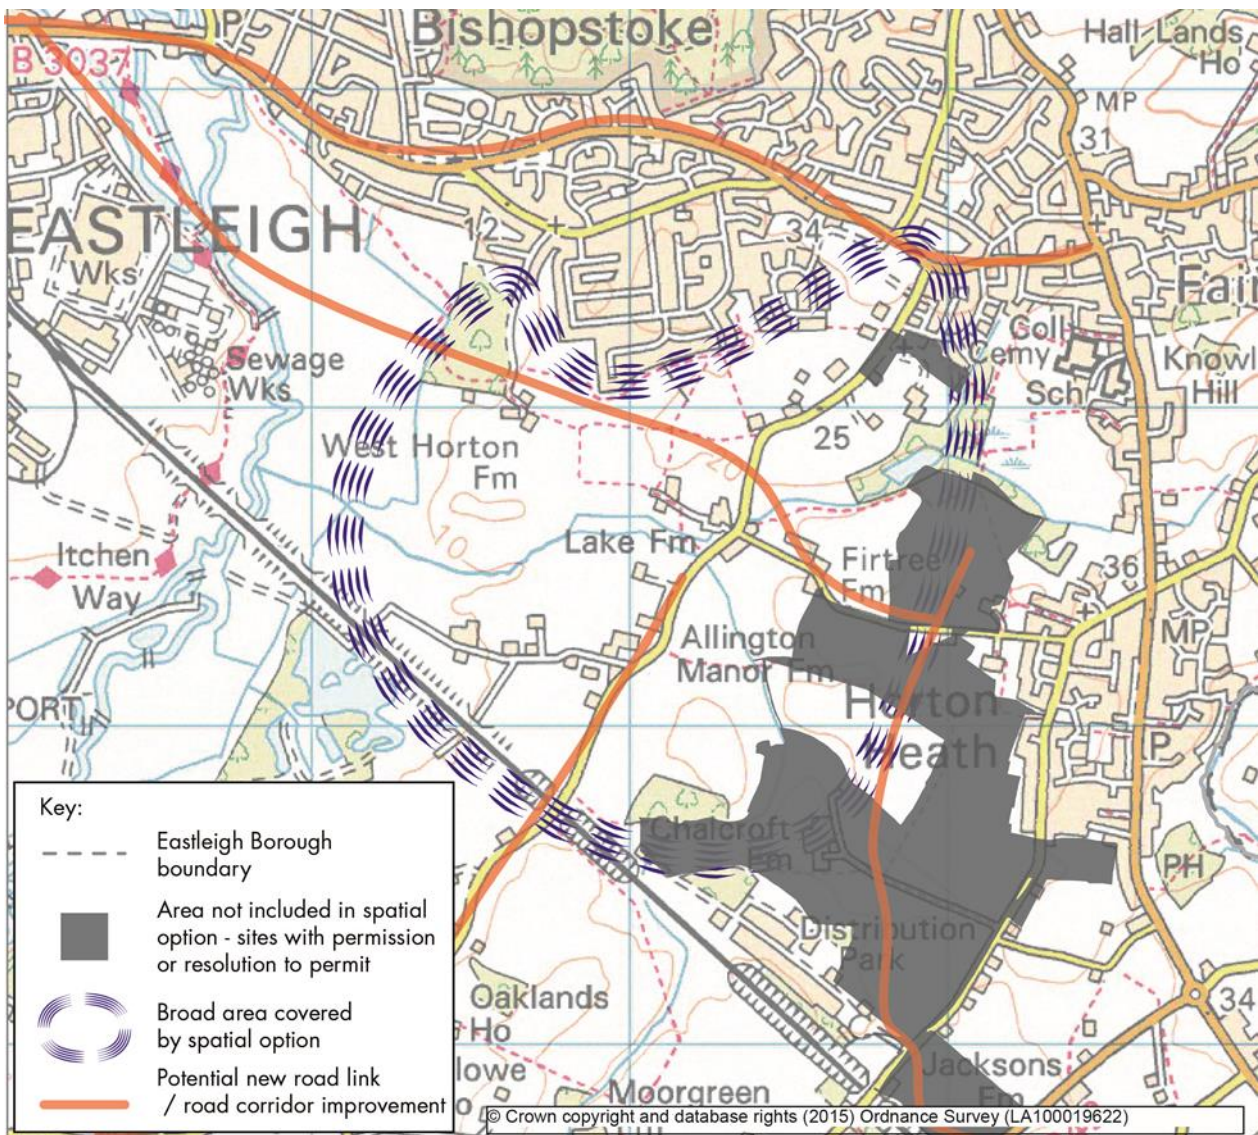 Bishopstoke
P
Hall Lands
Ho
B 3037
MP
31
EASTLEIGH
12
34
Wks
Fai
Coll
Cemy
Sch
Knowl
Hill
Sewage
Wks
25
West Horton
Fm
10
Lake Fm
Firtree
Fm
Itchen
Way
36
MP
Allington
Manor Fm
Horton
Heath
PORT
P
Chalcroft
Fm
PH
Distribution
Park
34
Oaklands
Ho
Jacksons
Fm
lowe
o
Moorgreen
Key:
Eastleigh Borough
boundary
Area not included in spatial
option - sites with permission
or resolution to permit
Broad area covered
by spatial option
Potential new road link
/ road corridor improvement
© Crown copyright and database rights (2015) Ordnance Survey (LA100019622)